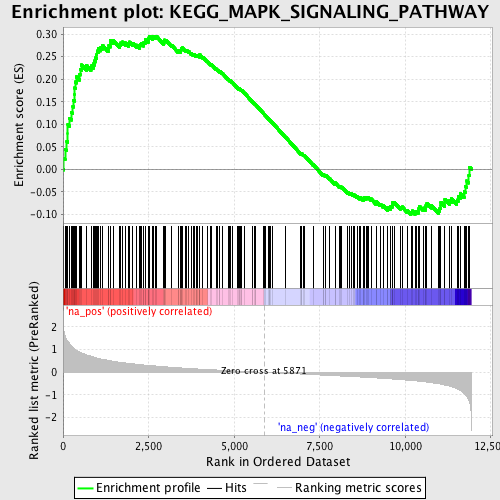 Enrichment plot: KEGG_MAPK_SIGNALING_PATHWAY
Enrichment score (ES)
0.30
0.25
0.20
0.15
0.10
0.05
0.00
-0.05
-0.10
'na_pos' (positively correlated)
Ranked list metric (PreRanked)
2
1
0
-1
-2
Zero cross at 5871
'na_neg' (negatively correlated)
0
2,500
5,000
7,500
10,000
12,500
Rank in Ordered Dataset
Enrichment profile
Hits
Ranking metric scores